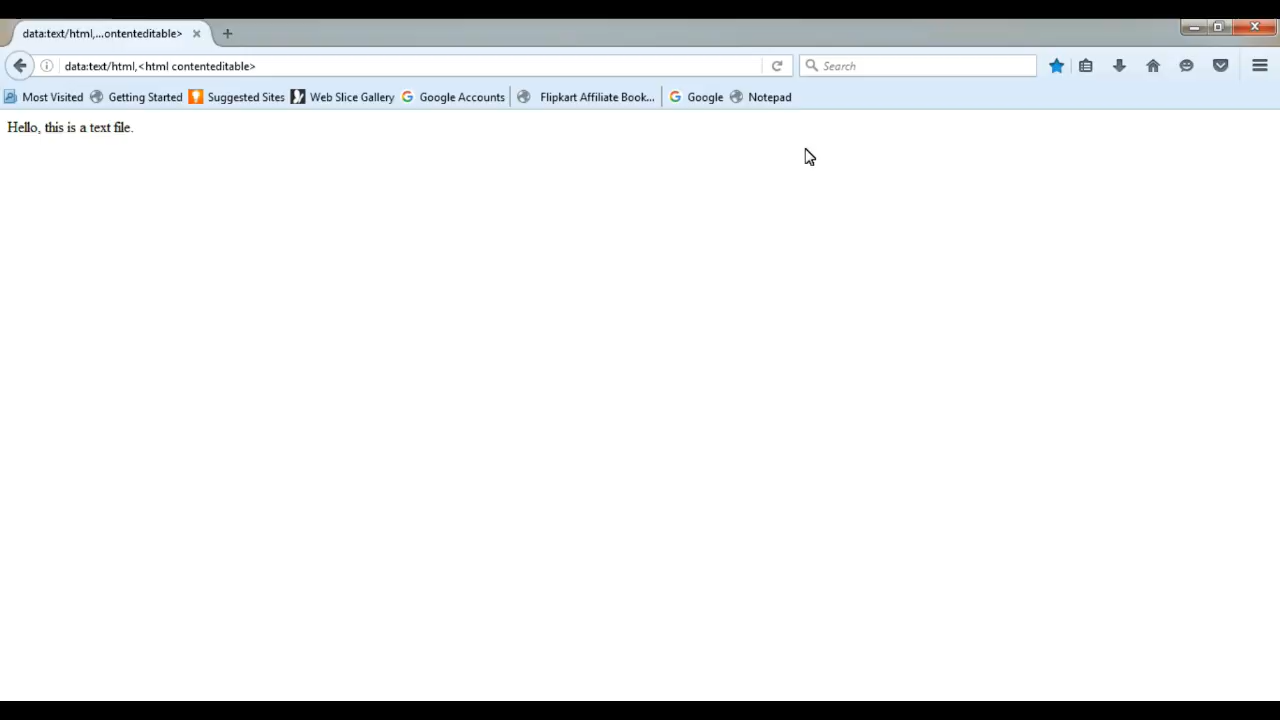 data:text/html,...ontenteditable>
data:text/html,<html contenteditable>
Search
Most Visited Getting Started Suggested Sites Web Slice Gallery Google Accounts Flipkart Affiliate Book... Google Notepad
Hello, this is a text file.